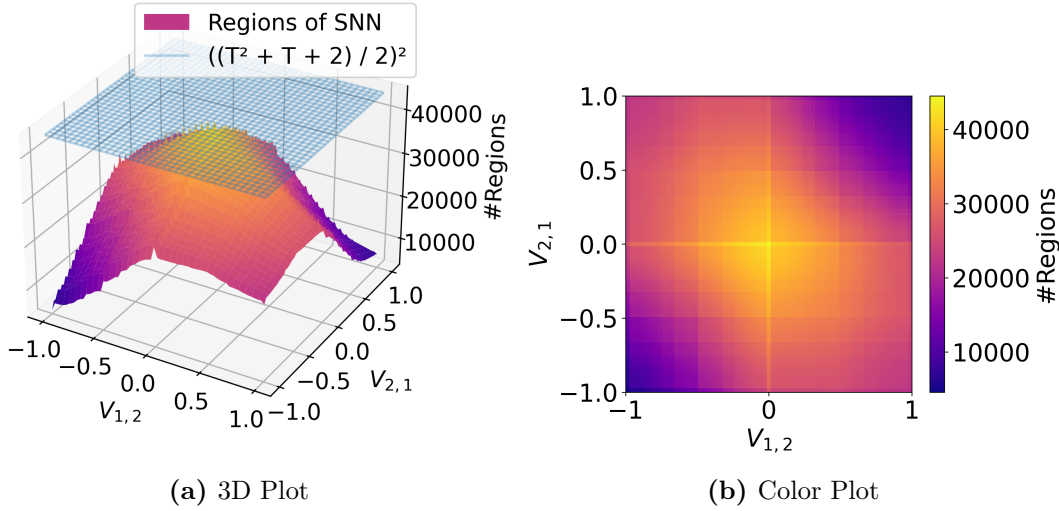 Regions of SNN
((T² + T + 2) / 2)²
40000
30000
20000
10000
#Regions
−1.0
−0.5
0.0
0.5
1.0
V1,2
−1.0
−0.5
0.0
0.5
1.0
V2,1
(a) 3D Plot
1.0
0.5
0.0
−0.5
−1.0
V2,1
−1
0
1
V1,2
40000
30000
20000
10000
#Regions
(b) Color Plot